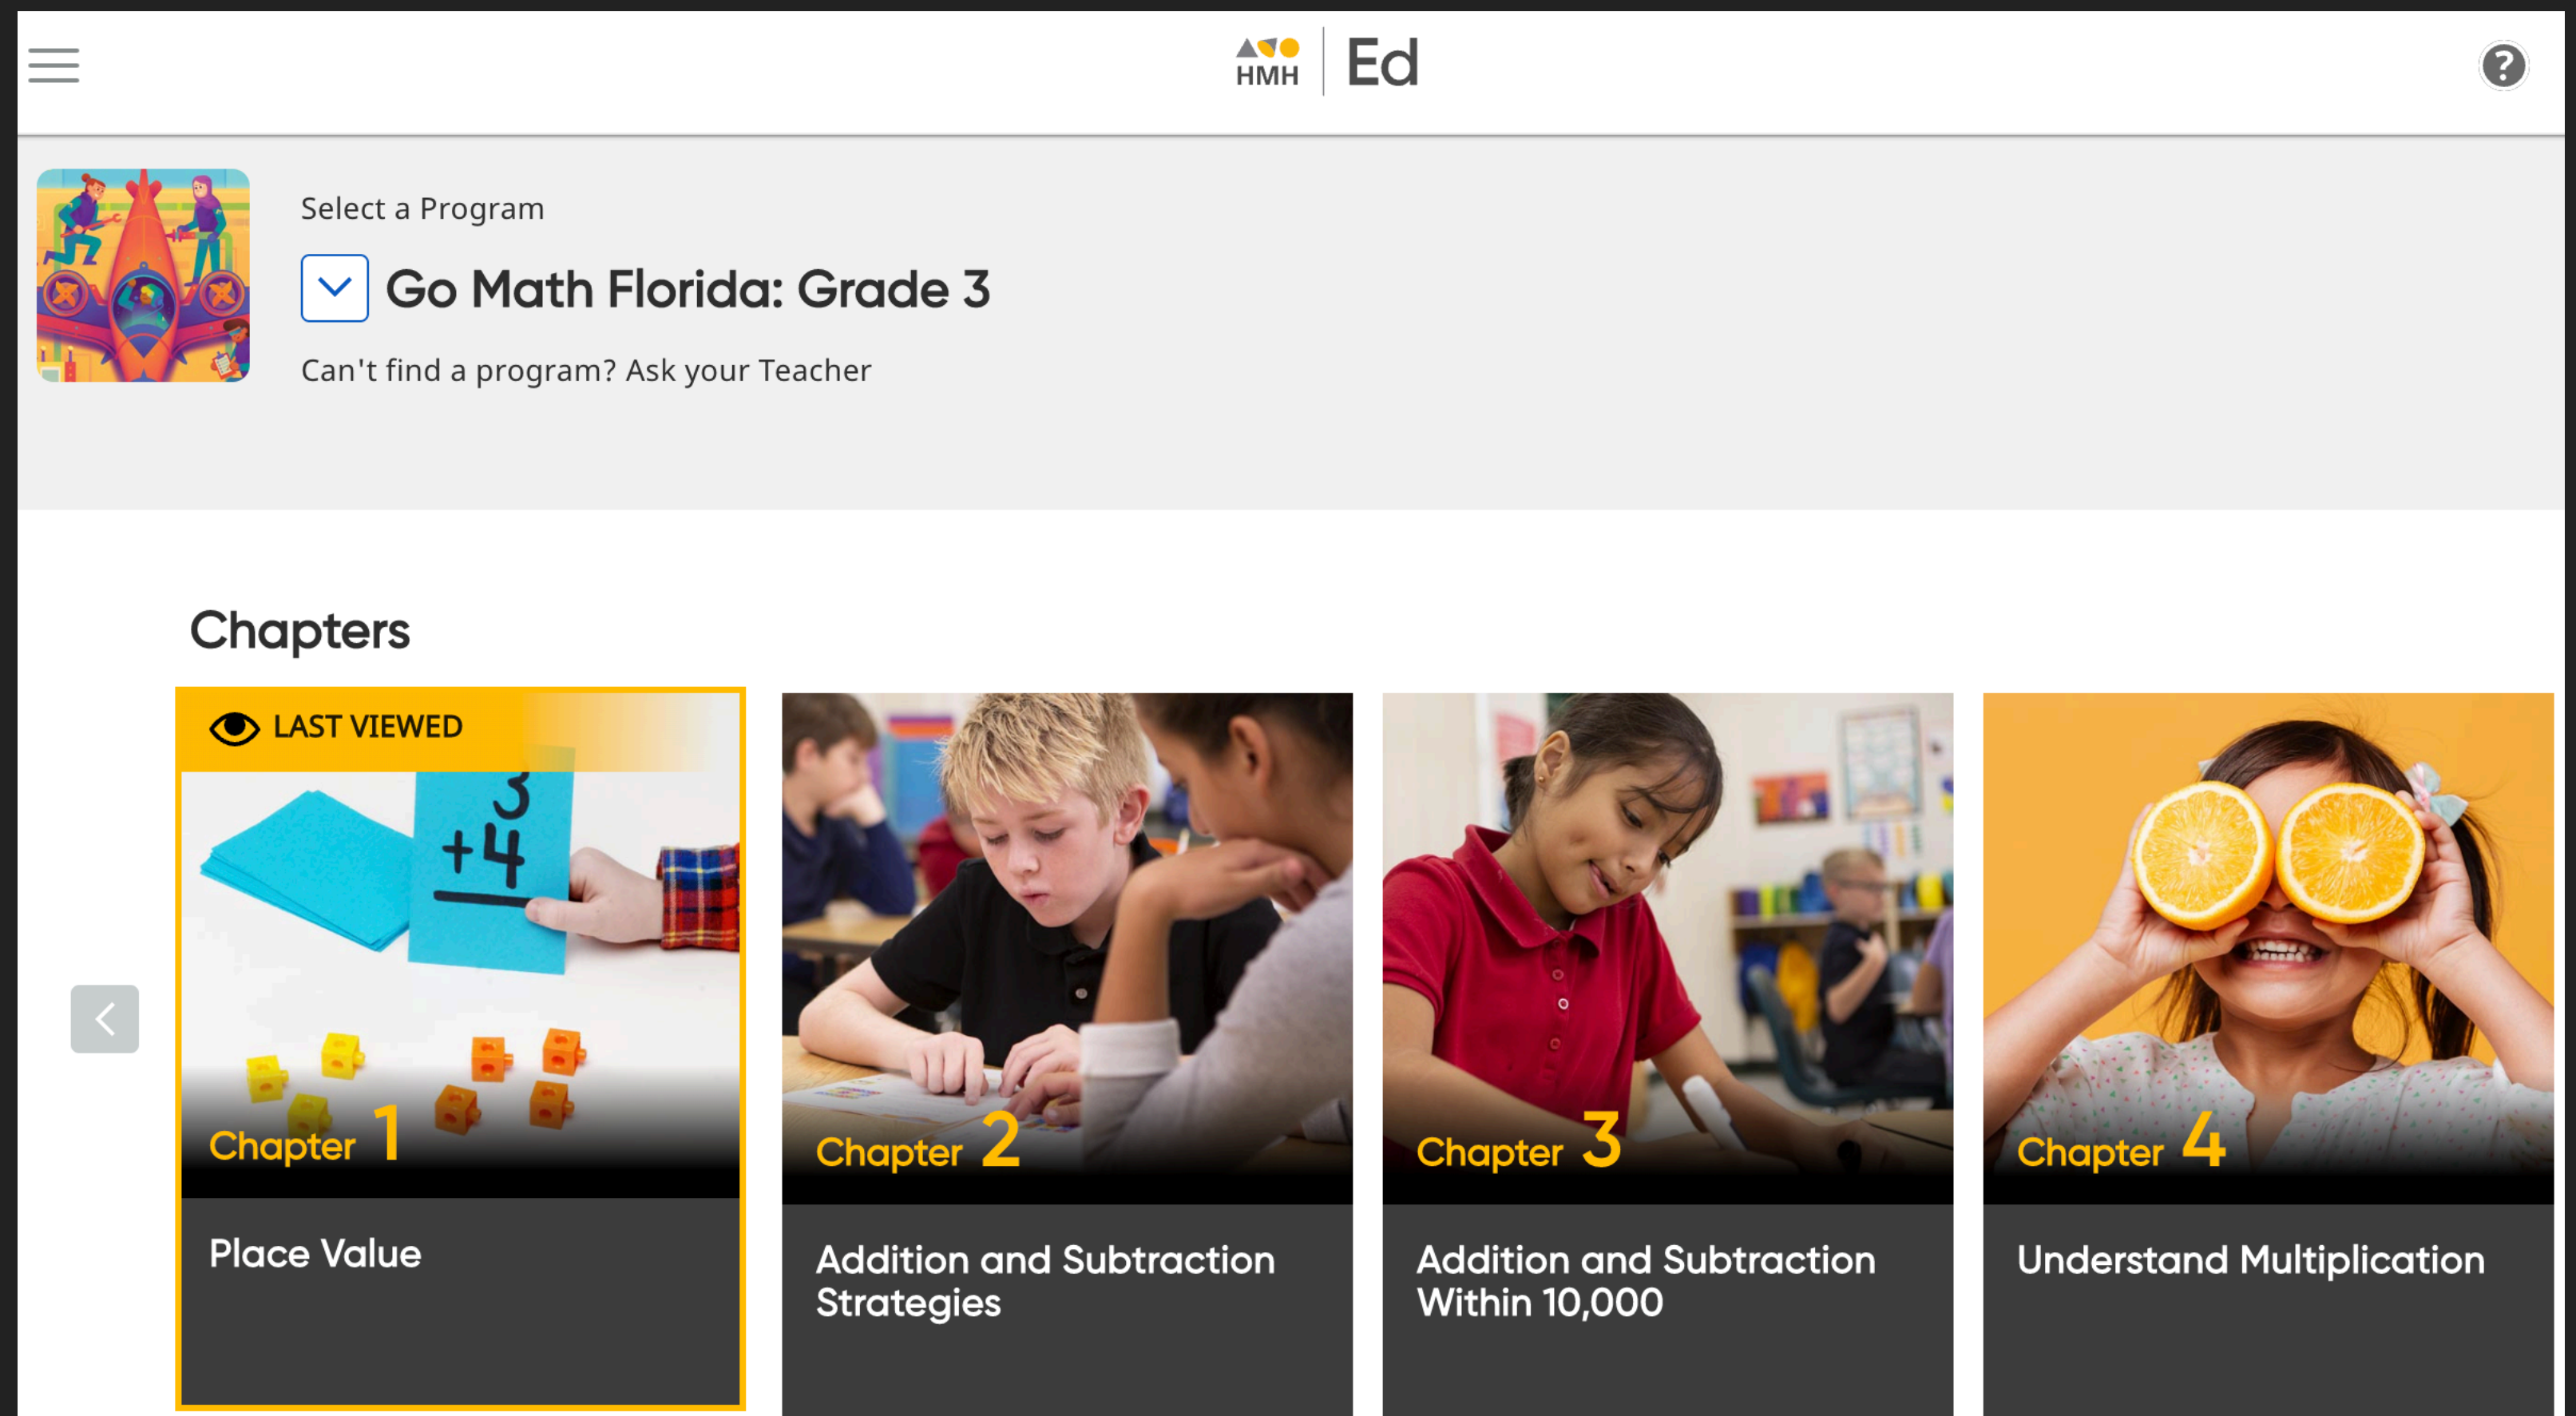 HMH
Ed
?
Select a Program
Go Math Florida: Grade 3
Can't find a program? Ask your Teacher
Chapters
LAST VIEWED
3
+4
Chapter 1
Place Value
Chapter 2
Addition and Subtraction
Strategies
Chapter 3
Addition and Subtraction
Within 10,000
Chapter 4
Understand Multiplication